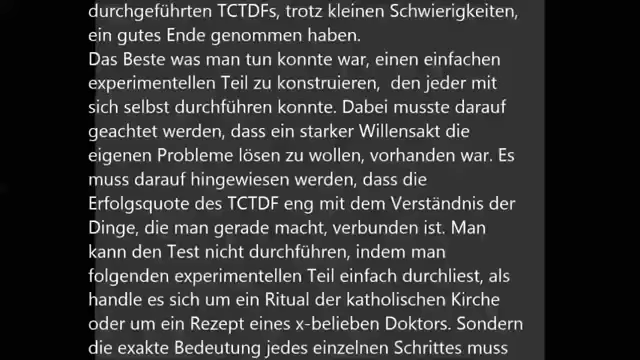 durchgeführten TCTDFs, trotz kleinen Schwierigkeiten,
ein gutes Ende genommen haben.
Das Beste was man tun konnte war, einen einfachen
experimentellen Teil zu konstruieren, den jeder mit
sich selbst durchführen konnte. Dabei musste darauf
geachtet werden, dass ein starker Willensakt die
eigenen Probleme lösen zu wollen, vorhanden war. Es
muss darauf hingewiesen werden, dass die
Erfolgsquote des TCTDF eng mit dem Verständnis der
Dinge, die man gerade macht, verbunden ist. Man
kann den Test nicht durchführen, indem man
folgenden experimentellen Teil einfach durchliest, als
handle es sich um ein Ritual der katholischen Kirche
oder um ein Rezept eines x-belieben Doktors. Sondern
die exakte Bedeutung jedes einzelnen Schrittes muss